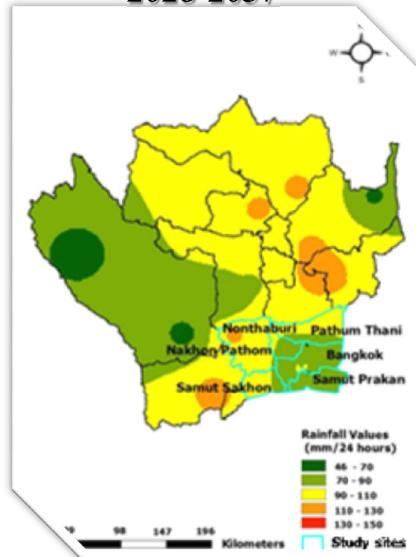 W
S
Nonthaburi
Pathum Thani
Nakhon Pathom
Bangkok
Samut Sakhon
Samut Prakan
Rainfall Values
(mm/24 hours)
46 - 70
70 - 90
90 - 110
110 - 130
130 - 150
98 147 196
Kilometers
Study sites